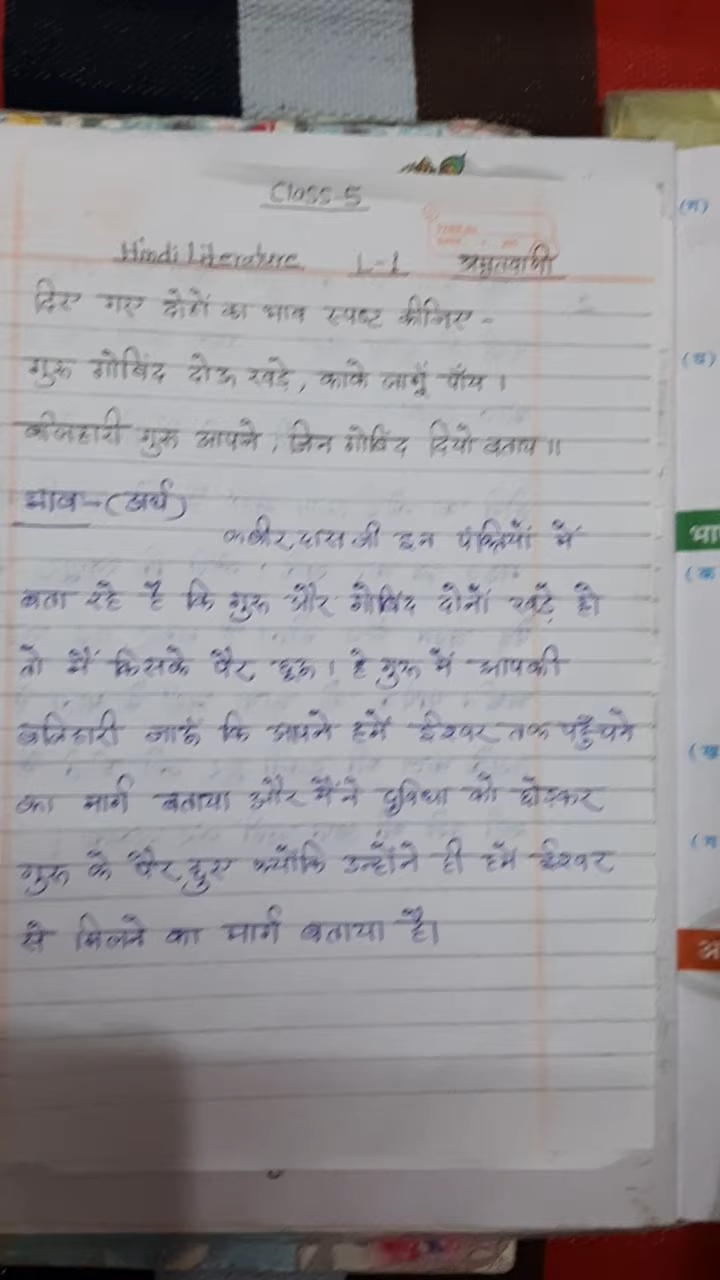 Class-5
Hindi Literature L-1 अमृतवाणी
दिए गए दोहों का भाव स्पष्ट कीजिए -
गुरु गोबिंद दोऊ खड़े, काके लागूँ पाँय ।
बलिहारी गुरु आपने, जिन गोबिंद दियो बताय ॥
भाव-(अर्थ)
कबीर दास जी इन पंक्तियों में
बता रहे है कि गुरु और गोबिंद दोनों खड़े हो
तो मैं किसके पैर छुऊ। हे गुरु मैं आपकी
बलिहारी जाऊँ कि आपने हमें ईश्वर तक पहुँचने
का मार्ग बताया और मैंने दुविधा को छोड़कर
गुरु के पैर छुए क्योंकि उन्होंने ही हमें ईश्वर
से मिलने का मार्ग बताया है।
(ग)
(घ)
भा
(क
(ख
(ग
अ